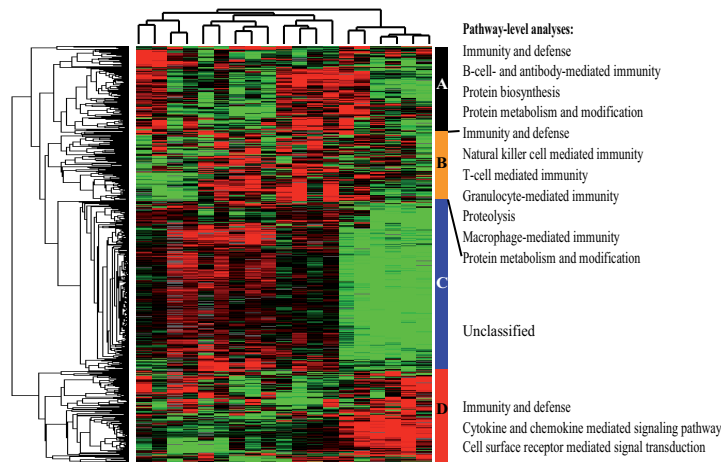 Pathway-level analyses:
Immunity and defense
B-cell- and antibody-mediated immunity
Protein biosynthesis
Protein metabolism and modification
Immunity and defense
Natural killer cell mediated immunity
T-cell mediated immunity
Granulocyte-mediated immunity
Proteolysis
Macrophage-mediated immunity
Protein metabolism and modification
Unclassified
Immunity and defense
Cytokine and chemokine mediated signaling pathway
Cell surface receptor mediated signal transduction
A
B
C
D